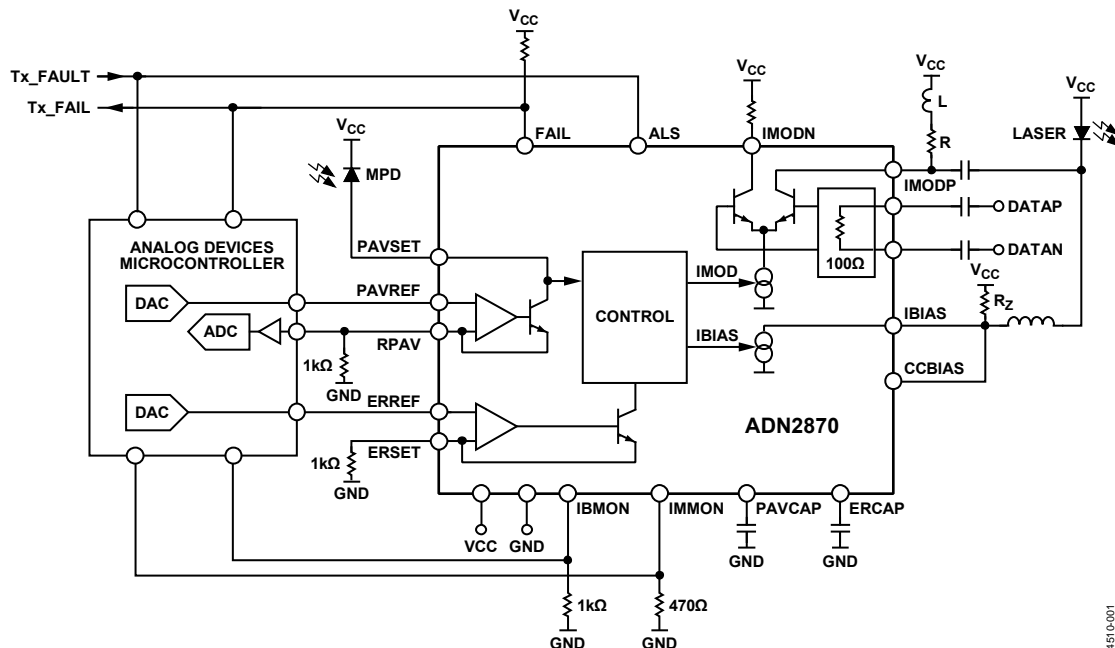 VCC
VCC
VCC
VCC
Tx_FAULT
L
Tx_FAIL
R
LASER
VCC
FAIL
ALS
IMODN
MPD
IMODP
DATAP
ANALOG DEVICES
MICROCONTROLLER
PAVSET
100Ω
DATAN
VCC
DAC
PAVREF
IMOD
RZ
CONTROL
ADC
RPAV
IBIAS
IBIAS
1kΩ
GND
CCBIAS
DAC
ERREF
ADN2870
ERSET
1kΩ
GND
VCC
GND
IBMON
IMMON
PAVCAP
ERCAP
GND
GND
1kΩ
470Ω
GND
GND
4510-001